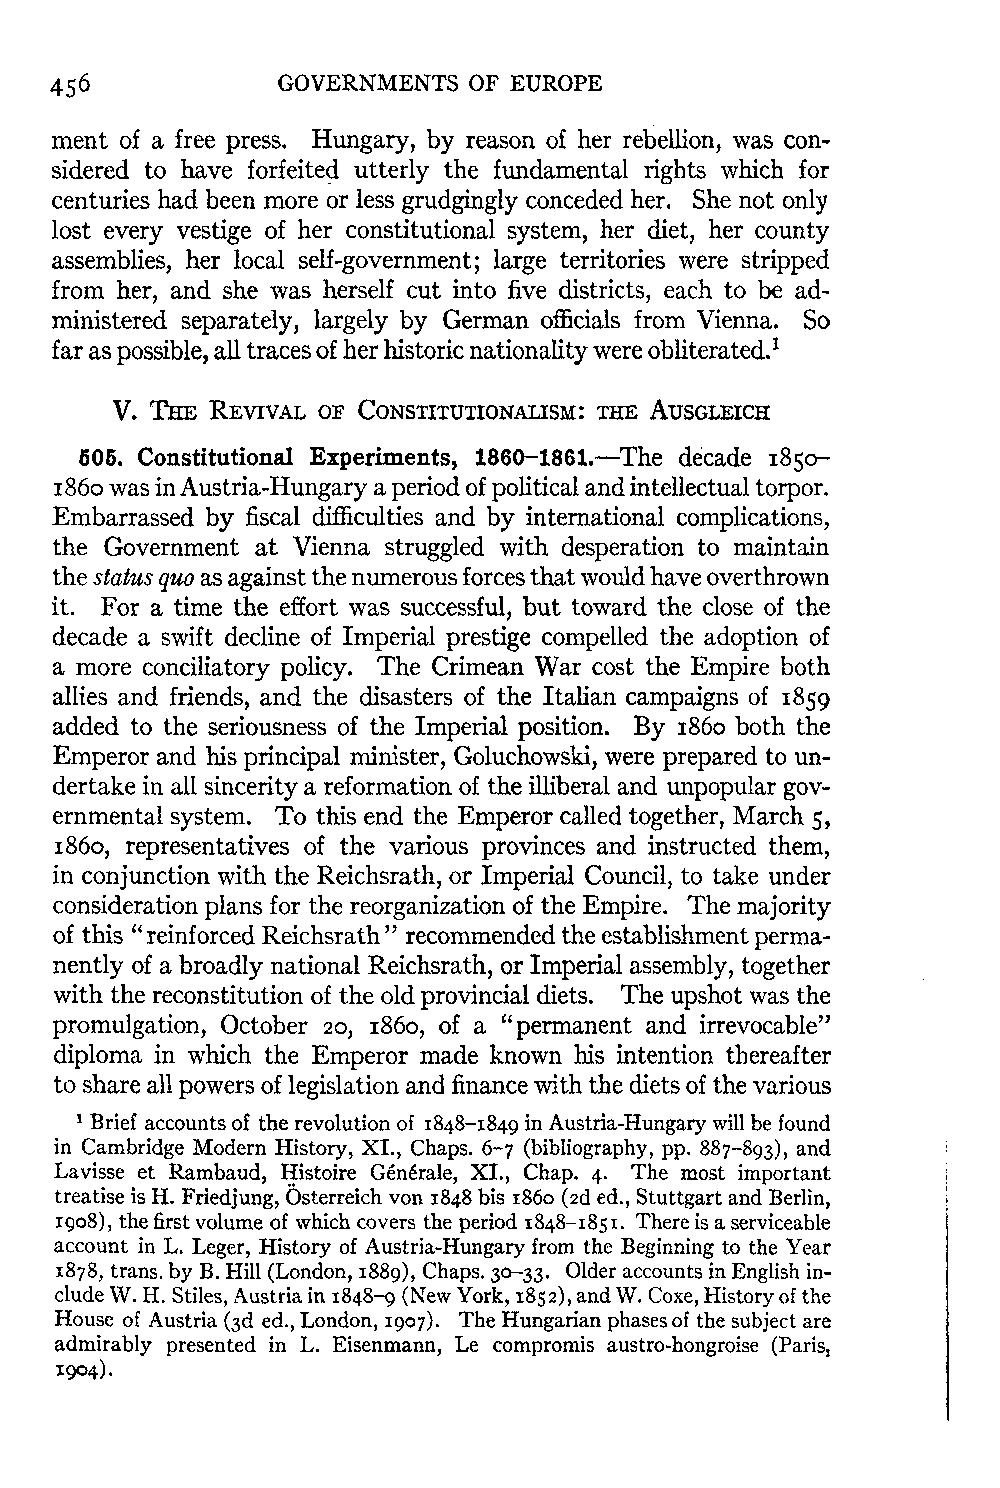 456 GOVERNMENTS OF EUROPE
ment of a free press. Hungary, by reason of her rebellion, was con-
sidered to have forfeited utterly the fundamental rights which for
centuries had been more or less grudgingly conceded her. She not only
lost every vestige of her constitutional system, her diet, her county
assemblies, her local self-government; large territories were stripped
from her, and she was herself cut into five districts, each to be ad-
ministered separately, largely by German officials from Vienna. So
far as possible, all traces of her historic nationality were obliterated.¹
V. THE REVIVAL OF CONSTITUTIONALISM: THE AUSGLEICH
505. Constitutional Experiments, 1860–1861.—The decade 1850–
1860 was in Austria-Hungary a period of political and intellectual torpor.
Embarrassed by fiscal difficulties and by international complications,
the Government at Vienna struggled with desperation to maintain
the status quo as against the numerous forces that would have overthrown
it. For a time the effort was successful, but toward the close of the
decade a swift decline of Imperial prestige compelled the adoption of
a more conciliatory policy. The Crimean War cost the Empire both
allies and friends, and the disasters of the Italian campaigns of 1859
added to the seriousness of the Imperial position. By 1860 both the
Emperor and his principal minister, Goluchowski, were prepared to un-
dertake in all sincerity a reformation of the illiberal and unpopular gov-
ernmental system. To this end the Emperor called together, March 5,
1860, representatives of the various provinces and instructed them,
in conjunction with the Reichsrath, or Imperial Council, to take under
consideration plans for the reorganization of the Empire. The majority
of this "reinforced Reichsrath" recommended the establishment perma-
nently of a broadly national Reichsrath, or Imperial assembly, together
with the reconstitution of the old provincial diets. The upshot was the
promulgation, October 20, 1860, of a "permanent and irrevocable"
diploma in which the Emperor made known his intention thereafter
to share all powers of legislation and finance with the diets of the various
¹ Brief accounts of the revolution of 1848–1849 in Austria-Hungary will be found
in Cambridge Modern History, XI., Chaps. 6–7 (bibliography, pp. 887–893), and
Lavisse et Rambaud, Histoire Générale, XI., Chap. 4. The most important
treatise is H. Friedjung, Österreich von 1848 bis 1860 (2d ed., Stuttgart and Berlin,
1908), the first volume of which covers the period 1848–1851. There is a serviceable
account in L. Leger, History of Austria-Hungary from the Beginning to the Year
1878, trans. by B. Hill (London, 1889), Chaps. 30–33. Older accounts in English in-
clude W. H. Stiles, Austria in 1848–9 (New York, 1852), and W. Coxe, History of the
House of Austria (3d ed., London, 1907). The Hungarian phases of the subject are
admirably presented in L. Eisenmann, Le compromis austro-hongroise (Paris,
1904).